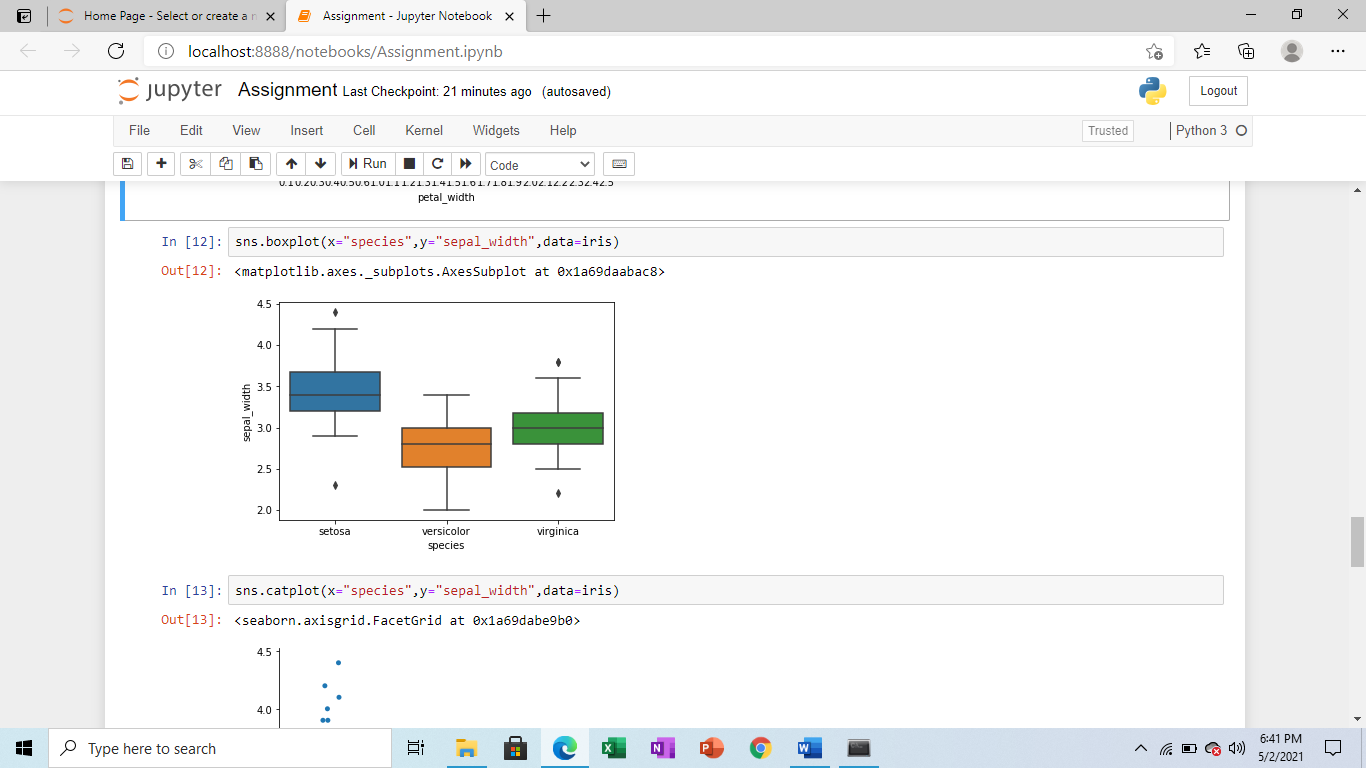 Home Page - Select or create a n
Assignment - Jupyter Notebook
localhost:8888/notebooks/Assignment.ipynb
jupyter Assignment Last Checkpoint: 21 minutes ago (autosaved)
Logout
File Edit View Insert Cell Kernel Widgets Help
Trusted
Python 3
Run
Code
petal_width
In [12]: sns.boxplot(x="species",y="sepal_width",data=iris)
Out[12]: <matplotlib.axes._subplots.AxesSubplot at 0x1a69daabac8>
4.5
4.0
3.5
3.0
2.5
2.0
sepal_width
setosa versicolor virginica
species
In [13]: sns.catplot(x="species",y="sepal_width",data=iris)
Out[13]: <seaborn.axisgrid.FacetGrid at 0x1a69dabe9b0>
4.5
4.0
Type here to search
6:41 PM
5/2/2021